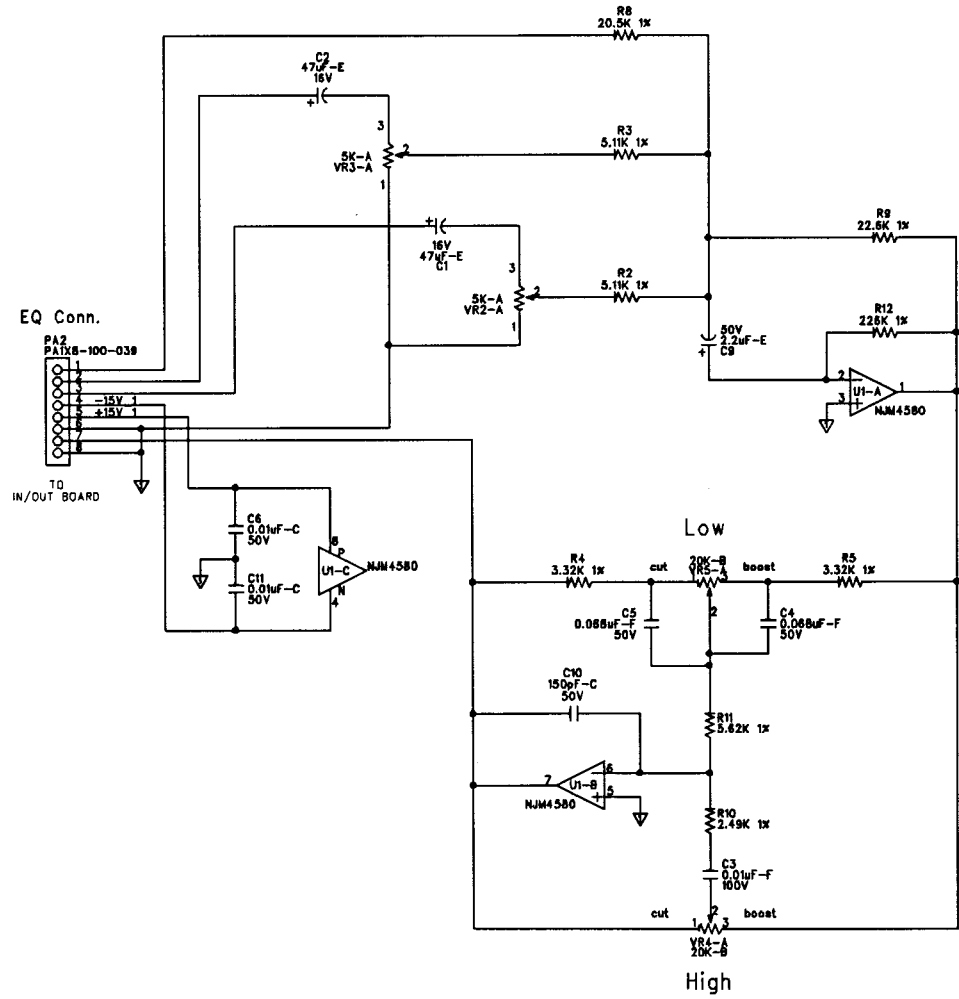 R8
20.5K 1%
C2
47uF-E
16V
+
3
2
5K-A
VR3-A
1
R3
5.11K 1%
+
16V
47uF-E
C1
3
2
5K-A
VR2-A
1
R2
5.11K 1%
R9
22.6K 1%
R12
226K 1%
50V
2.2uF-E
C9
+
2
U1-A
1
3
+
NJM4580
EQ Conn.
PA2
PA1X8-100-039
1
2
3
4 -15V 1
5 +15V 1
6
7
8
TO
IN/OUT BOARD
C6
0.01uF-C
50V
C11
0.01uF-C
50V
8
P
U1-C
NJM4580
N
4
Low
R4
3.32K 1%
cut
20K-B
VR5-A
3
boost
R5
3.32K 1%
2
C5
0.068uF-F
50V
C4
0.068uF-F
50V
C10
150pF-C
50V
R11
5.62K 1%
7
U1-B
6
5
+
NJM4580
R10
2.49K 1%
C3
0.01uF-F
100V
cut
1
2
3
boost
VR4-A
20K-B
High